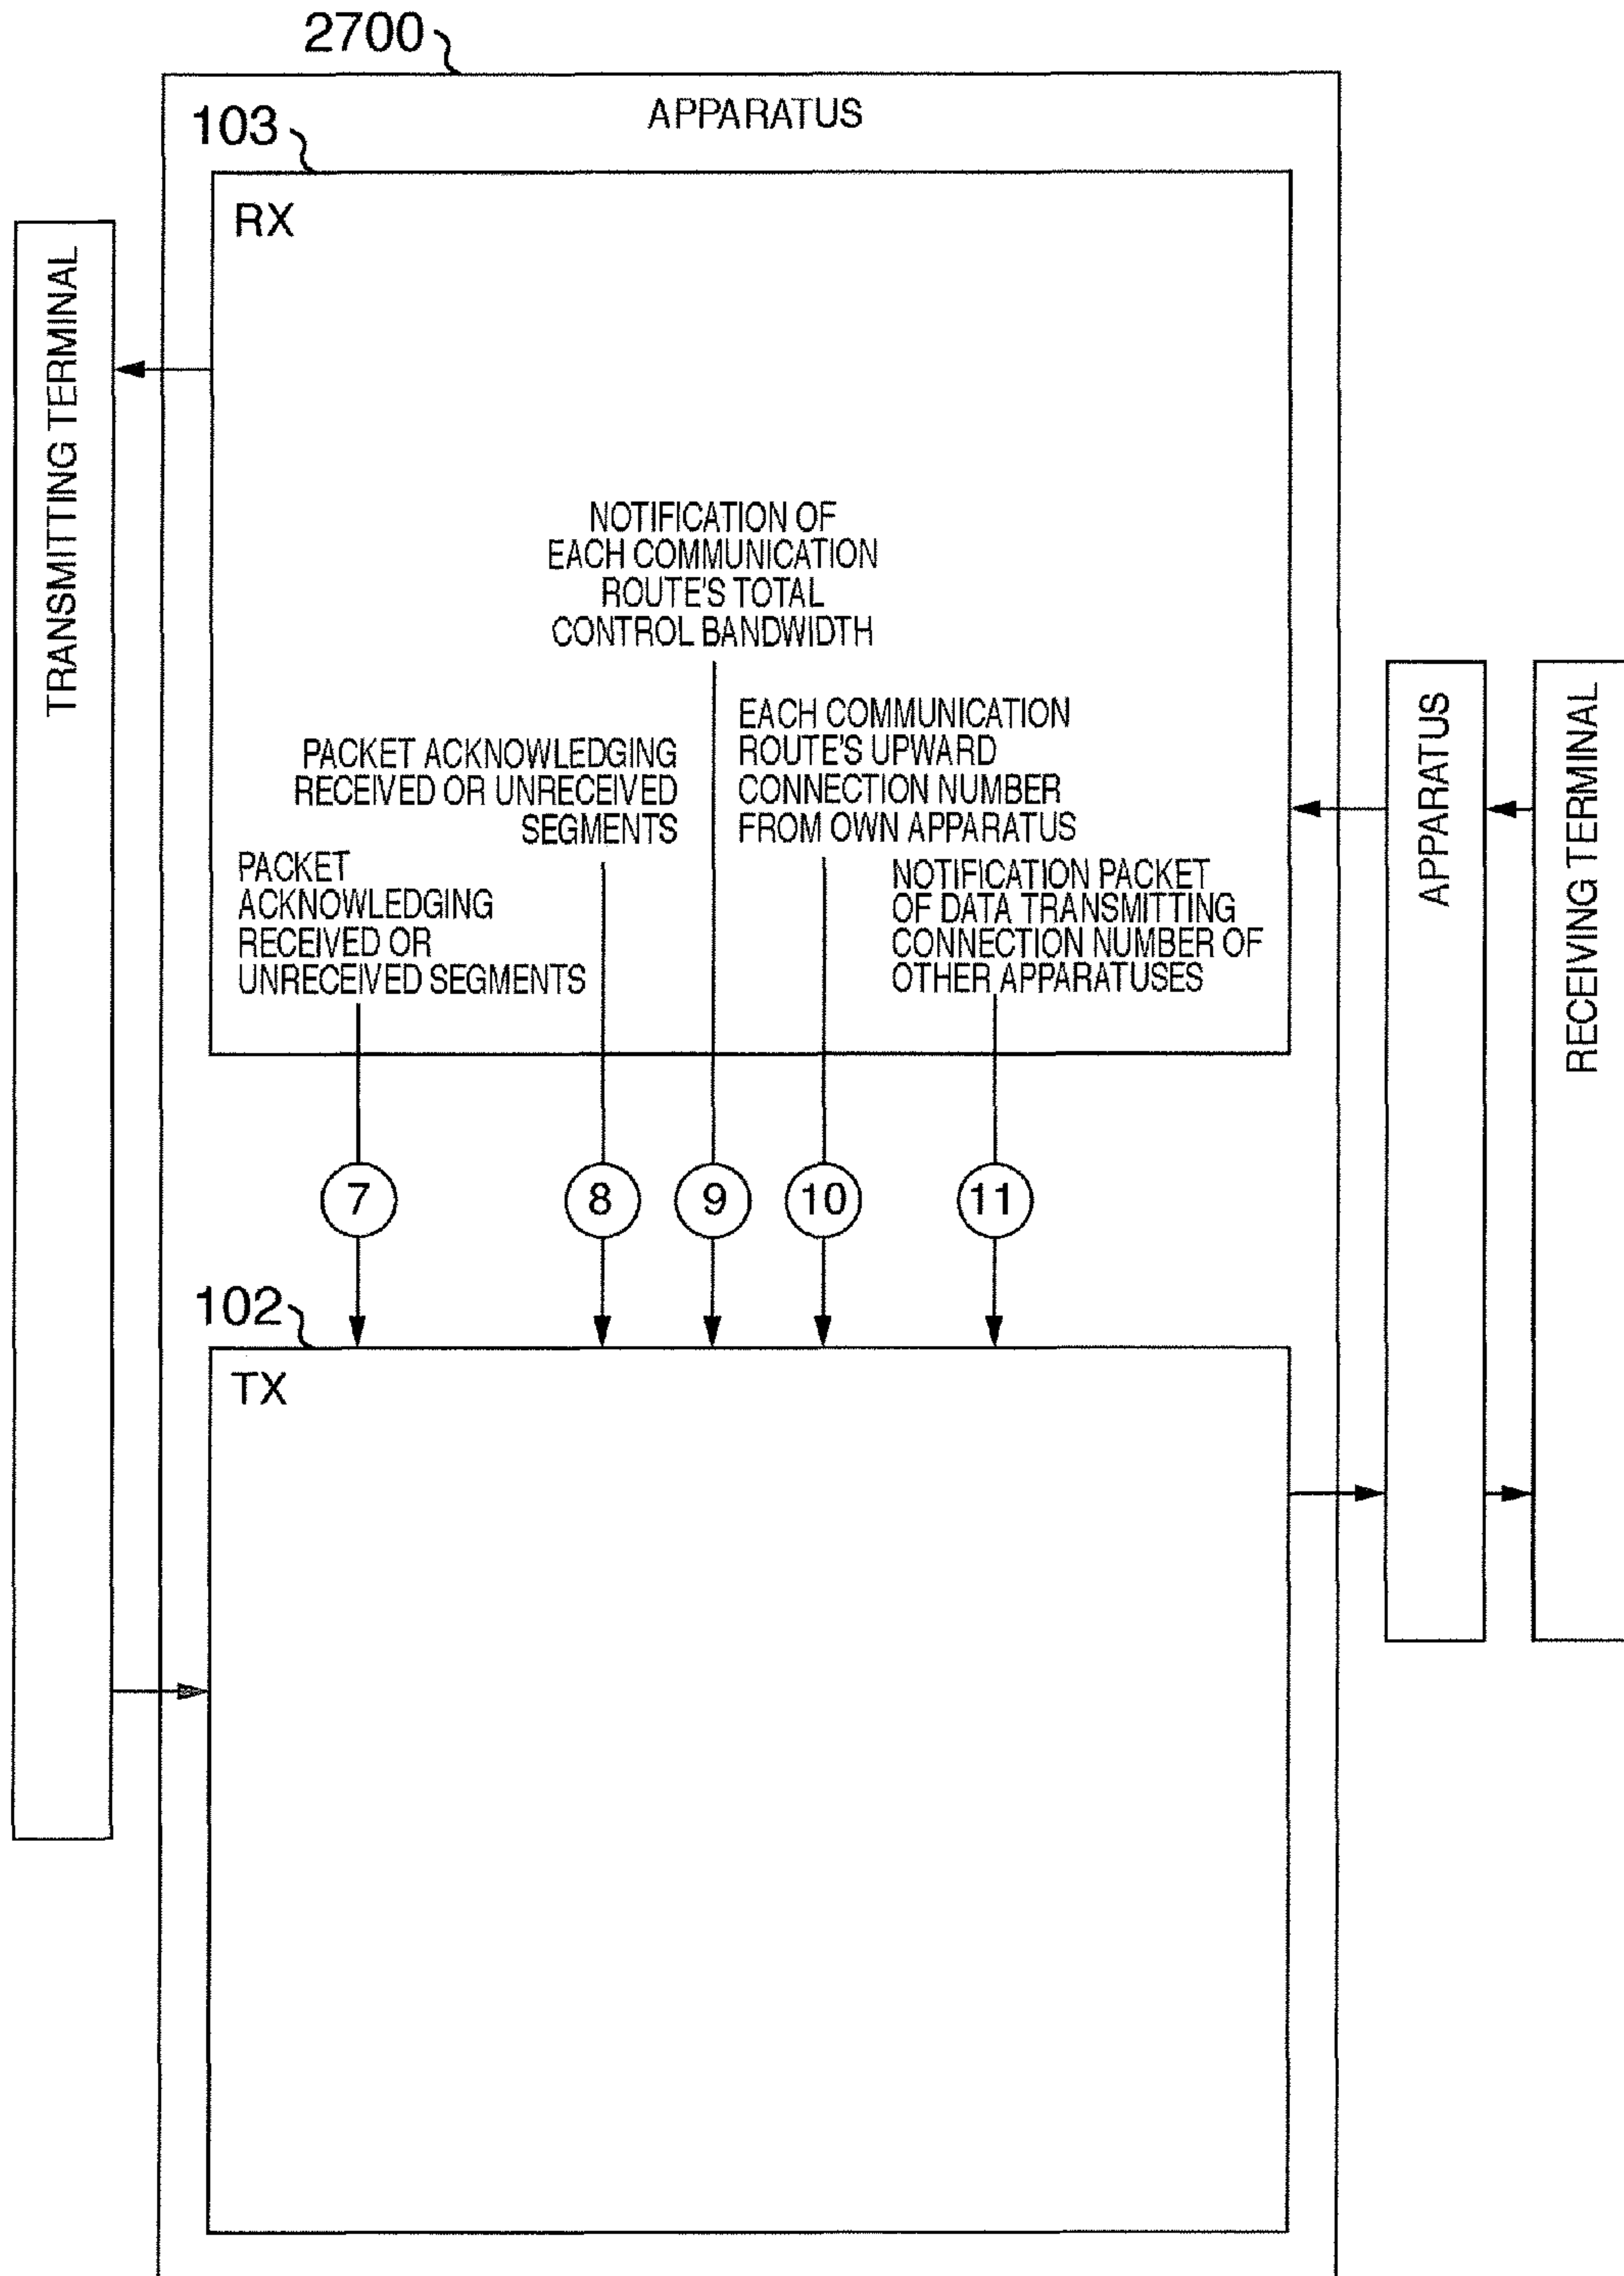 2700
APPARATUS
103
RX
TRANSMITTING TERMINAL
NOTIFICATION OF
EACH COMMUNICATION
ROUTE'S TOTAL
CONTROL BANDWIDTH
EACH COMMUNICATION
ROUTE'S UPWARD
CONNECTION NUMBER
FROM OWN APPARATUS
PACKET ACKNOWLEDGING
RECEIVED OR UNRECEIVED
SEGMENTS
PACKET
ACKNOWLEDGING
RECEIVED OR
UNRECEIVED SEGMENTS
NOTIFICATION PACKET
OF DATA TRANSMITTING
CONNECTION NUMBER OF
OTHER APPARATUSES
APPARATUS
RECEIVING TERMINAL
7
8
9
10
11
102
TX